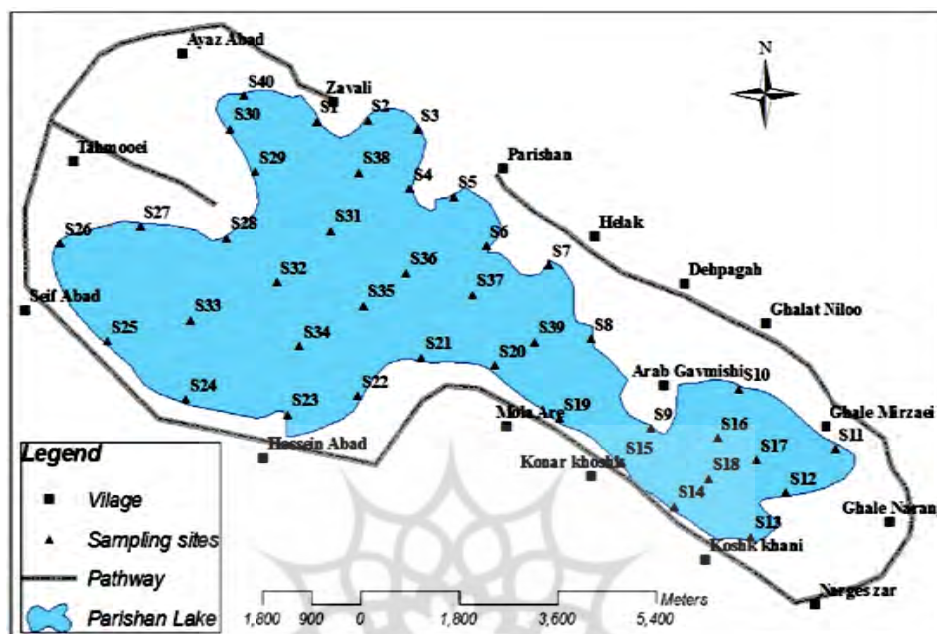 Ayaz Abad
N
S40
Zavali
S1
S2
S3
S30
Tahmooei
S29
S38
Parishan
S4
S5
S27
S28
S31
S26
Helak
S6
S7
S36
S32
S37
Dehpagah
Seif Abad
S33
S35
Ghalat Niloo
S34
S39
S8
S25
S21
S20
Arab Gavmishi
S10
S24
S22
S23
S19
Mola Are
S9
S16
Ghale Mirzaei
S11
Hossein Abad
S15
S17
Konar khoshk
S18
S12
S14
Ghale Naran
S13
Koshk khani
Nargeszar
Legend
Vilage
Sampling sites
Pathway
Parishan Lake
Meters
1,800 900 0 1,800 3,600 5,400